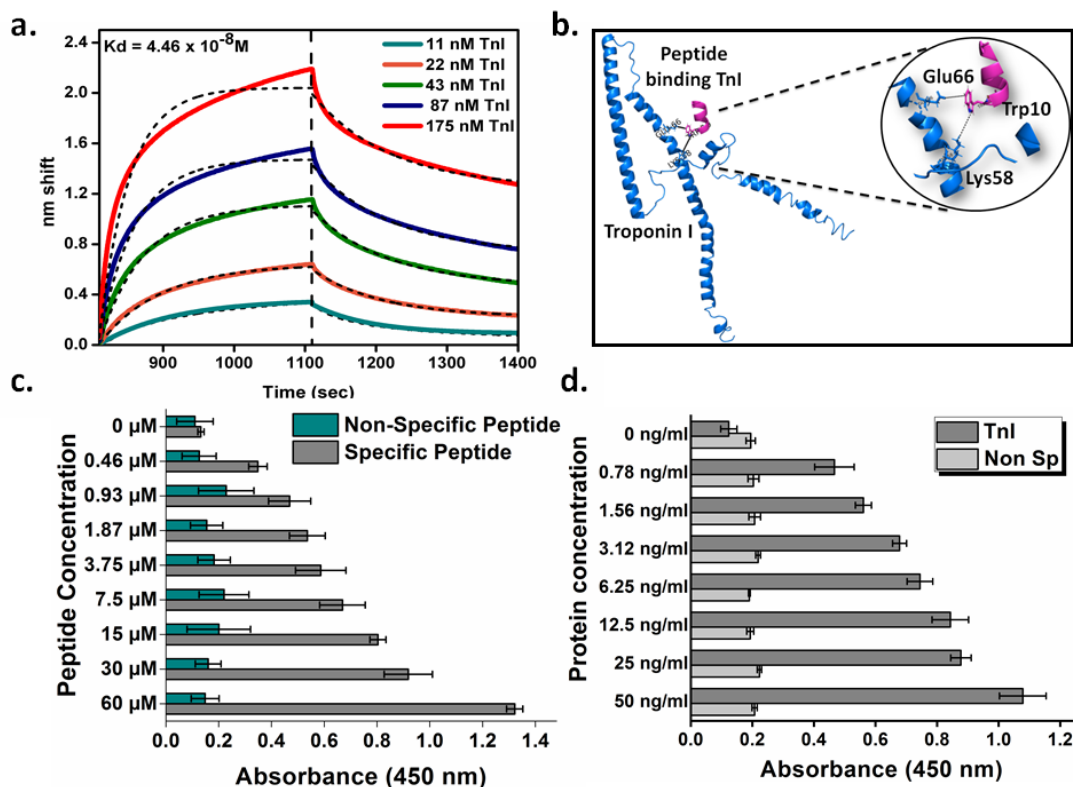 a.
Kd = 4.46 x 10-8M
11 nM TnI
22 nM TnI
43 nM TnI
87 nM TnI
175 nM TnI
nm shift
2.4
2.0
1.6
1.2
0.8
0.4
0.0
900 1000 1100 1200 1300 1400
Time (sec)
b.
Peptide
binding TnI
Troponin I
Glu66
Trp10
Lys58
c.
Non-Specific Peptide
Specific Peptide
Peptide Concentration
0 µM
0.46 µM
0.93 µM
1.87 µM
3.75 µM
7.5 µM
15 µM
30 µM
60 µM
0.0 0.2 0.4 0.6 0.8 1.0 1.2 1.4
Absorbance (450 nm)
d.
TnI
Non Sp
Protein concentration
0 ng/ml
0.78 ng/ml
1.56 ng/ml
3.12 ng/ml
6.25 ng/ml
12.5 ng/ml
25 ng/ml
50 ng/ml
0.0 0.2 0.4 0.6 0.8 1.0 1.2
Absorbance (450 nm)